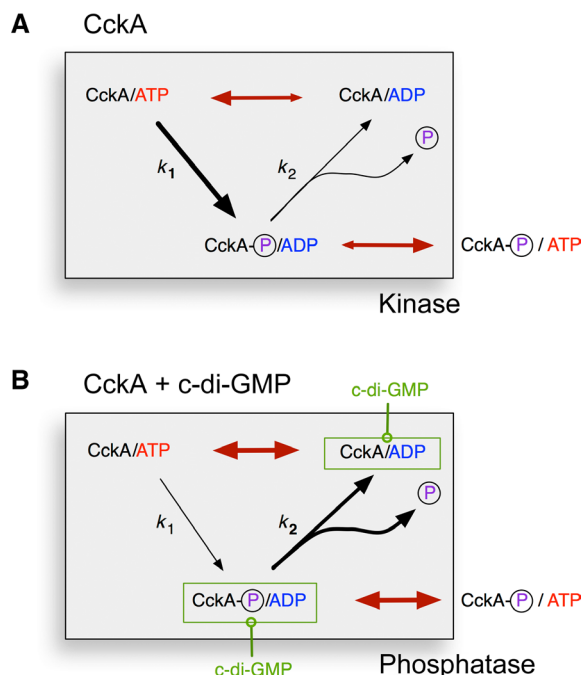 A CckA
CckA/ATP CckA/ADP
P
k1 k2
CckA-P/ADP CckA-P / ATP
Kinase
B CckA + c-di-GMP
c-di-GMP
CckA/ATP CckA/ADP
P
k1 k2
CckA-P/ADP CckA-P / ATP
c-di-GMP
Phosphatase